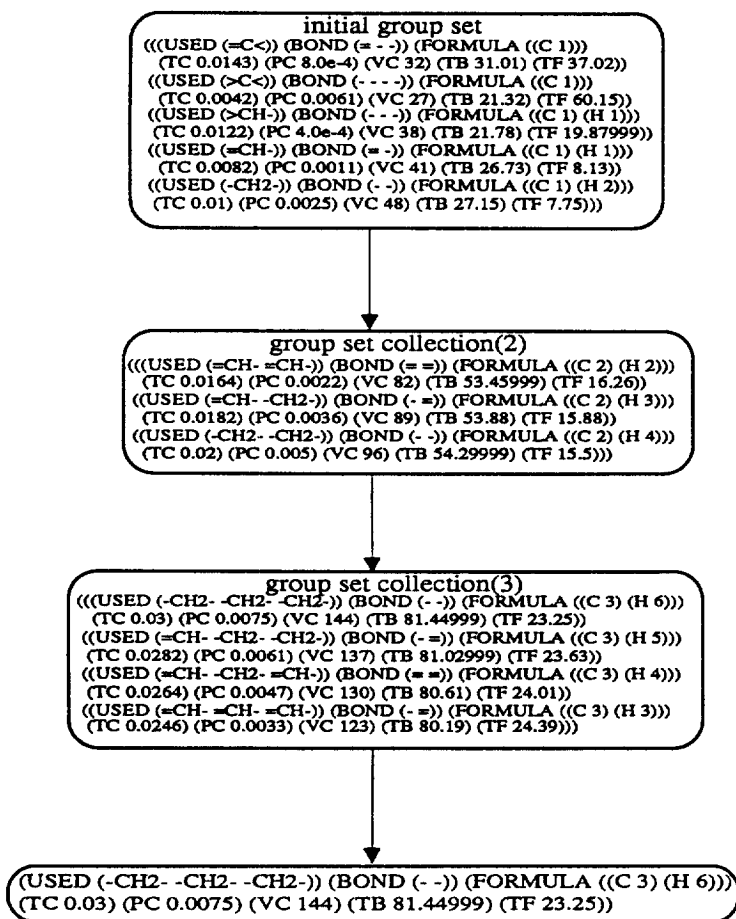 initial group set
(((USED (=C<)) (BOND (= - -)) (FORMULA ((C 1)))
(TC 0.0143) (PC 8.0e-4) (VC 32) (TB 31.01) (TF 37.02))
((USED (>C<)) (BOND (- - - -)) (FORMULA ((C 1)))
(TC 0.0042) (PC 0.0061) (VC 27) (TB 21.32) (TF 60.15))
((USED (>CH-)) (BOND (- - -)) (FORMULA ((C 1) (H 1)))
(TC 0.0122) (PC 4.0e-4) (VC 38) (TB 21.78) (TF 19.879999)
((USED (=CH-)) (BOND (= -)) (FORMULA ((C 1) (H 1)))
(TC 0.0082) (PC 0.0011) (VC 41) (TB 26.73) (TF 8.13))
((USED (-CH2-)) (BOND (- -)) (FORMULA ((C 1) (H 2)))
(TC 0.01) (PC 0.0025) (VC 48) (TB 27.15) (TF 7.75)))
group set collection(2)
(((USED (=CH- =CH-)) (BOND (= =)) (FORMULA ((C 2) (H 2)))
(TC 0.0164) (PC 0.0022) (VC 82) (TB 53.45999) (TF 16.26))
((USED (=CH- -CH2-)) (BOND (- =)) (FORMULA ((C 2) (H 3)))
(TC 0.0182) (PC 0.0036) (VC 89) (TB 53.88) (TF 15.88))
((USED (-CH2- -CH2-)) (BOND (- -)) (FORMULA ((C 2) (H 4)))
(TC 0.02) (PC 0.005) (VC 96) (TB 54.29999) (TF 15.5)))
group set collection(3)
(((USED (-CH2- -CH2- -CH2-)) (BOND (- -)) (FORMULA ((C 3) (H 6)))
(TC 0.03) (PC 0.0075) (VC 144) (TB 81.44999) (TF 23.25))
((USED (=CH- -CH2- -CH2-)) (BOND (- =)) (FORMULA ((C 3) (H 5)))
(TC 0.0282) (PC 0.0061) (VC 137) (TB 81.02999) (TF 23.63))
((USED (=CH- -CH2- =CH-)) (BOND (= =)) (FORMULA ((C 3) (H 4)))
(TC 0.0264) (PC 0.0047) (VC 130) (TB 80.61) (TF 24.01))
((USED (=CH- =CH- =CH-)) (BOND (- =)) (FORMULA ((C 3) (H 3)))
(TC 0.0246) (PC 0.0033) (VC 123) (TB 80.19) (TF 24.39)))
(USED (-CH2- -CH2- -CH2-)) (BOND (- -)) (FORMULA ((C 3) (H 6)))
(TC 0.03) (PC 0.0075) (VC 144) (TB 81.44999) (TF 23.25))